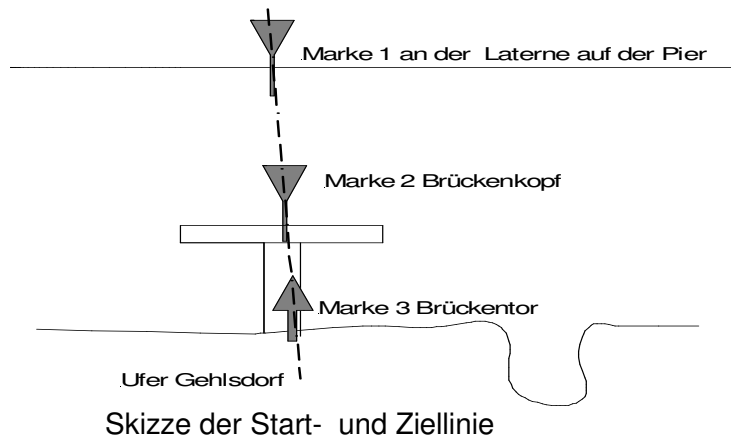 Marke 1 an der Laterne auf der Pier
Marke 2 Brückenkopf
Marke 3 Brückentor
Ufer Gehlsdorf
Skizze der Start- und Ziellinie